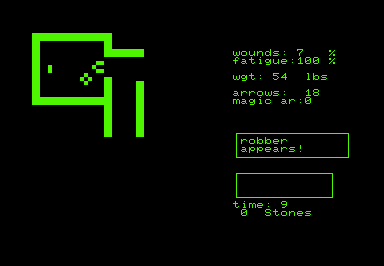 wounds: 7   %
fatigue:100 %
wgt: 54  lbs
arrows:  18
magic ar:0
robber
appears!
time: 9
0  Stones